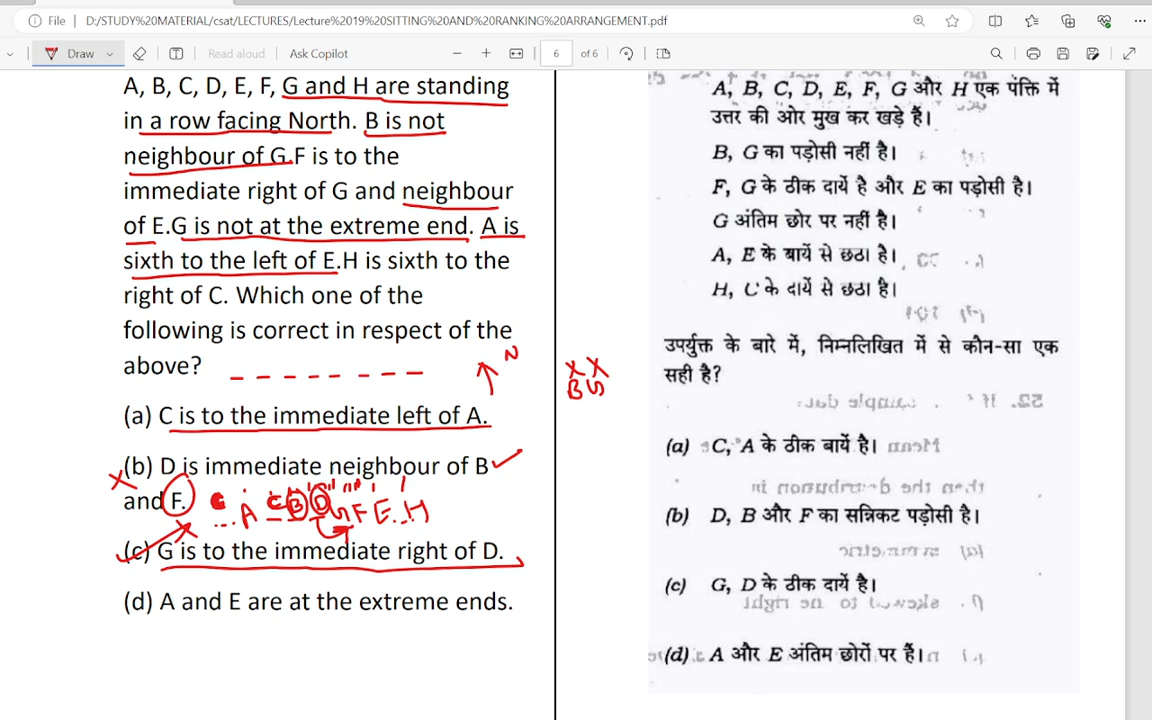 File
D:/STUDY%20MATERIAL/csat/LECTURES/Lecture%2019%20SITTING%20AND%20RANKING%20ARRANGEMENT.pdf
Draw
Read aloud
Ask Copilot
6
of 6
A, B, C, D, E, F, G and H are standing
in a row facing North. B is not
neighbour of G.F is to the
immediate right of G and neighbour
of E.G is not at the extreme end. A is
sixth to the left of E.H is sixth to the
right of C. Which one of the
following is correct in respect of the
above?
N
(a) C is to the immediate left of A.
(b) D is immediate neighbour of B
and F.
A C B D G F E H
(c) G is to the immediate right of D.
(d) A and E are at the extreme ends.
A, B, C, D, E, F, G और H एक पंक्ति में
उत्तर की ओर मुख कर खड़े हैं।
B, G का पड़ोसी नहीं है।
F, G के ठीक दायें है और E का पड़ोसी है।
G अंतिम छोर पर नहीं है।
A, E के बायें से छठा है।
H, C के दायें से छठा है।
उपर्युक्त के बारे में, निम्नलिखित में से कौन-सा एक
सही है?
(a) C, A के ठीक बायें है।
(b) D, B और F का सन्निकट पड़ोसी है।
(c) G, D के ठीक दायें है।
(d) A और E अंतिम छोरों पर हैं।